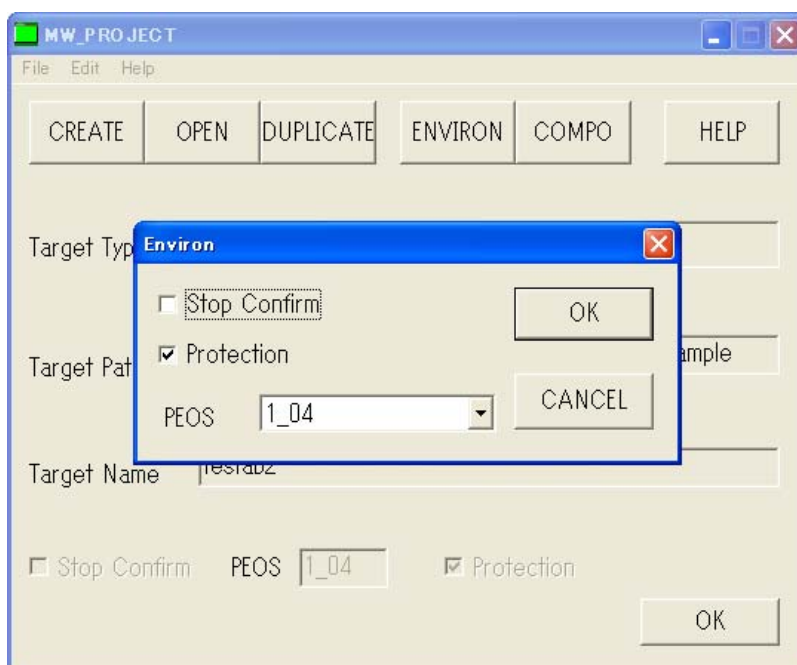 MW_PROJECT
File Edit Help
CREATE OPEN DUPLICATE ENVIRON COMPO HELP
Environ
Target Typ
Stop Confirm OK
Protection
Target Pat ample
PEOS 1_04 CANCEL
Target Name
Stop Confirm PEOS 1_04 Protection
OK